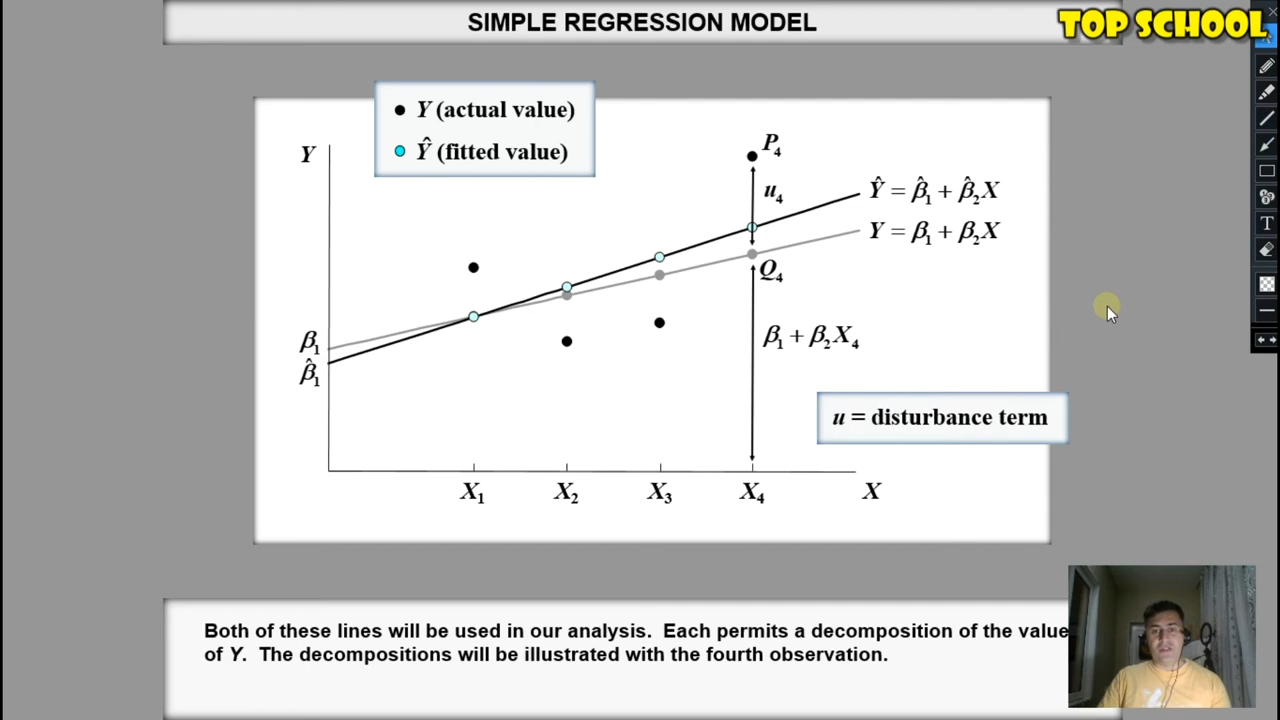 SIMPLE REGRESSION MODEL
TOP SCHOOL
Y (actual value)
Ŷ (fitted value)
Y
P₄
u₄
Ŷ = β̂₁ + β̂₂X
Y = β₁ + β₂X
Q₄
β₁
β̂₁
β₁ + β₂X₄
u = disturbance term
X₁ X₂ X₃ X₄ X
Both of these lines will be used in our analysis. Each permits a decomposition of the value
of Y. The decompositions will be illustrated with the fourth observation.
T